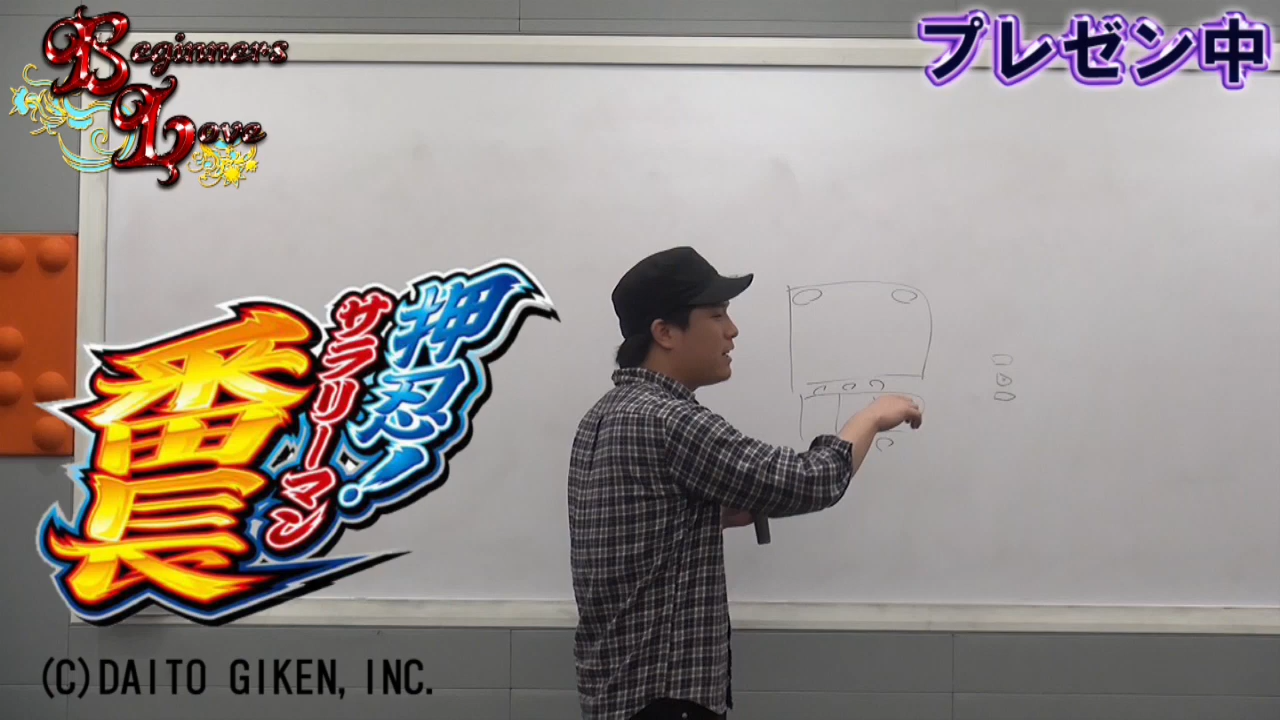 Beginners
Love
プレゼン中
押忍！
サラリーマン
番長
(C)DAITO GIKEN, INC.